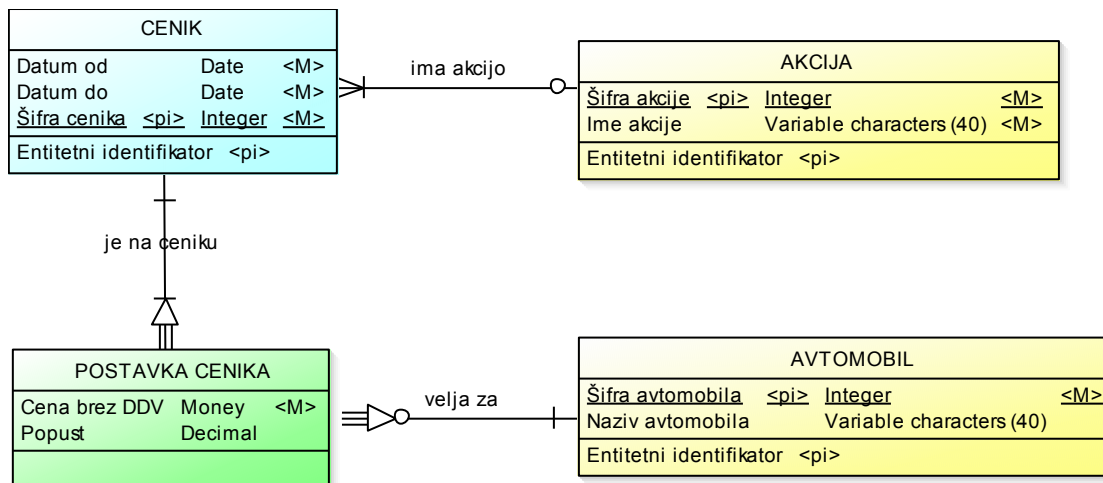 CENIK
Datum od Date <M>
Datum do Date <M>
Šifra cenika <pi> Integer <M>
Entitetni identifikator <pi>
ima akcijo
AKCIJA
Šifra akcije <pi> Integer <M>
Ime akcije Variable characters (40) <M>
Entitetni identifikator <pi>
je na ceniku
POSTAVKA CENIKA
Cena brez DDV Money <M>
Popust Decimal
velja za
AVTOMOBIL
Šifra avtomobila <pi> Integer <M>
Naziv avtomobila Variable characters (40)
Entitetni identifikator <pi>